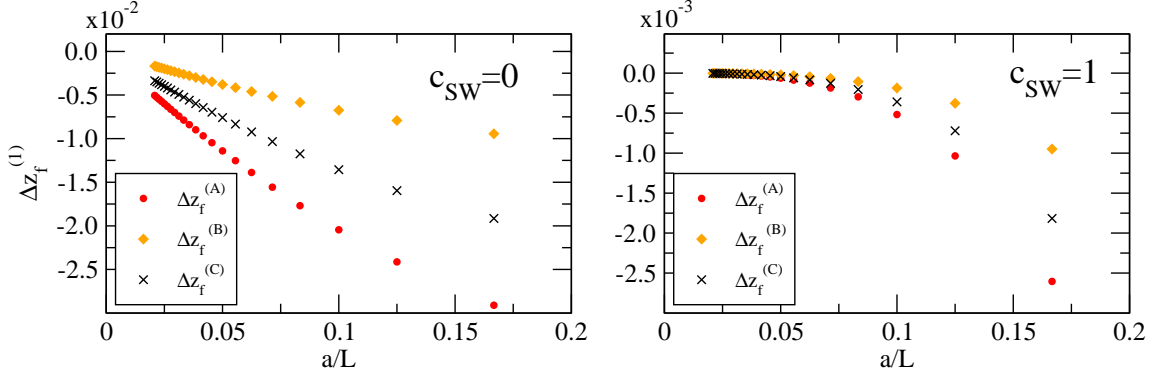 x10⁻²
0.0
-0.5
-1.0
-1.5
-2.0
-2.5
Δz_f^(1)
c_SW=0
Δz_f^(A)
Δz_f^(B)
Δz_f^(C)
0 0.05 0.1 0.15 0.2
a/L
x10⁻³
0.0
-0.5
-1.0
-1.5
-2.0
-2.5
c_SW=1
Δz_f^(A)
Δz_f^(B)
Δz_f^(C)
0 0.05 0.1 0.15 0.2
a/L